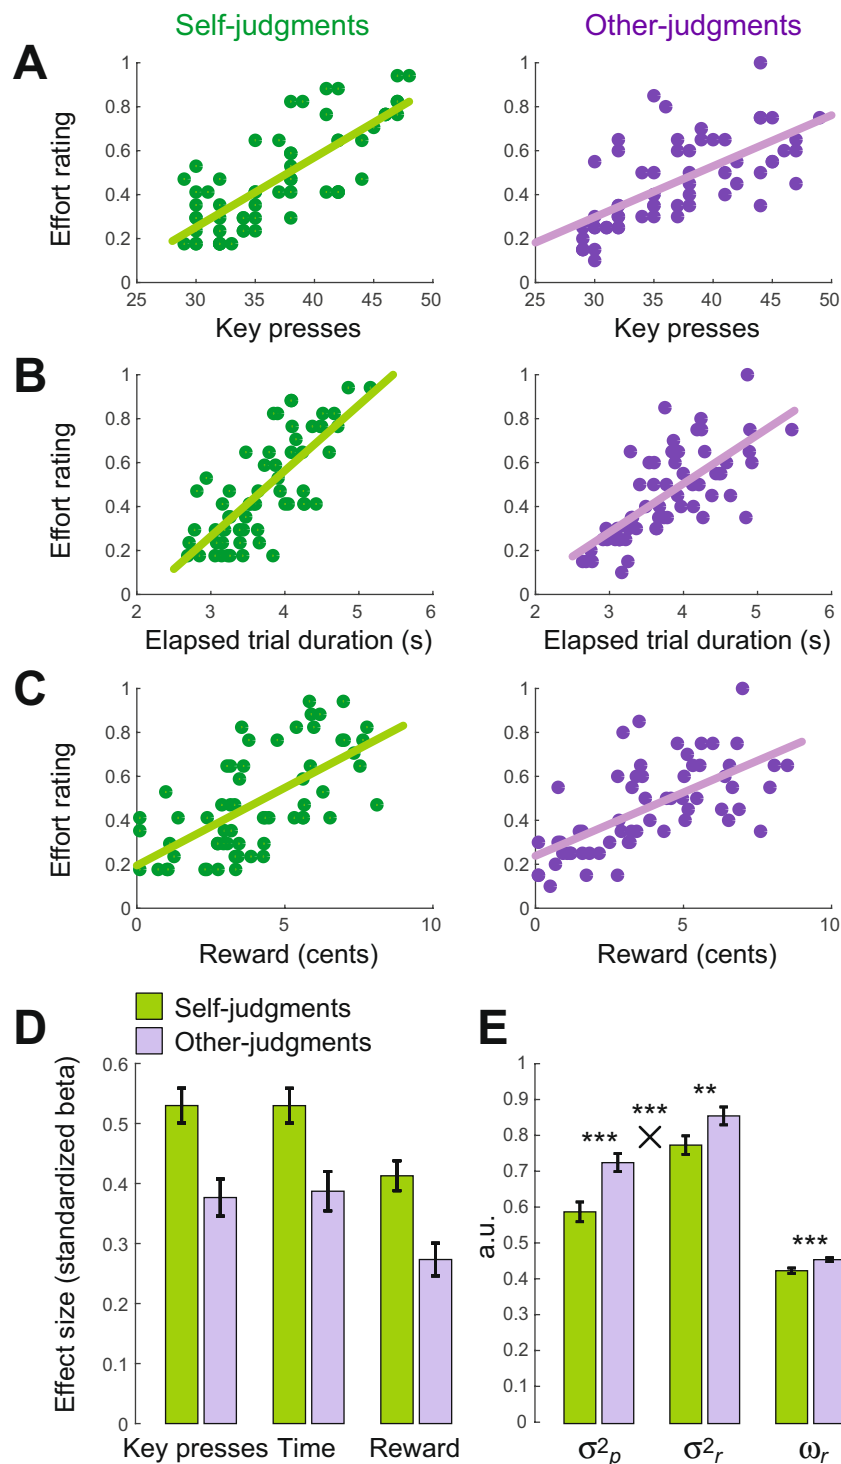 Self-judgments Other-judgments
A
Effort rating
1
0.8
0.6
0.4
0.2
0
25 30 35 40 45 50
Key presses
1
0.8
0.6
0.4
0.2
0
25 30 35 40 45 50
Key presses
B
Effort rating
1
0.8
0.6
0.4
0.2
0
2 3 4 5 6
Elapsed trial duration (s)
1
0.8
0.6
0.4
0.2
0
2 3 4 5 6
Elapsed trial duration (s)
C
Effort rating
1
0.8
0.6
0.4
0.2
0
0 5 10
Reward (cents)
1
0.8
0.6
0.4
0.2
0
0 5 10
Reward (cents)
D
Self-judgments
Other-judgments
Effect size (standardized beta)
0.6
0.5
0.4
0.3
0.2
0.1
0
Key presses Time Reward
E
a.u.
1
0.9
0.8
0.7
0.6
0.5
0.4
0.3
0.2
0.1
0
*** *** ** ***
σ²ₚ σ²ᵣ ωᵣ